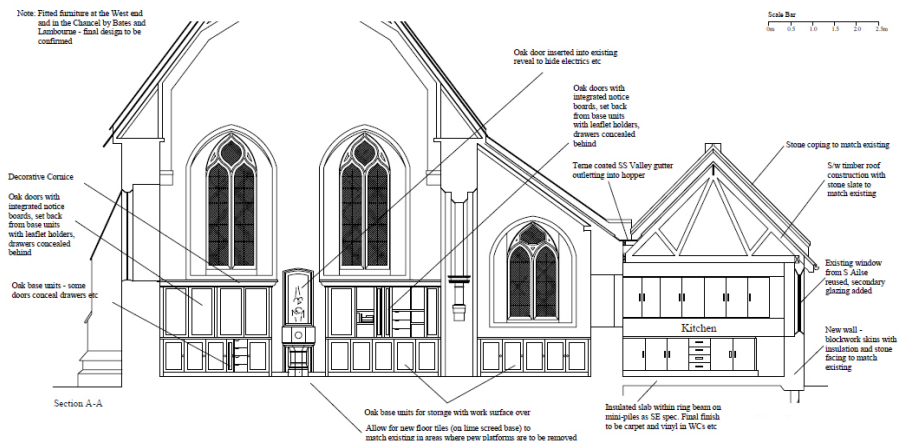 Note: Fitted furniture at the West end
and in the Chancel by Bates and
Lambourne - final design to be
confirmed
Scale Bar
0m 0.5 1.0 1.5 2.0 2.5m
Oak door inserted into existing
reveal to hide electrics etc
Oak doors with
integrated notice
boards, set back
from base units
with leaflet holders,
drawers concealed
behind
Stone coping to match existing
S/w timber roof
construction with
stone slate to
match existing
Terne coated SS Valley gutter
outletting into hopper
Decorative Cornice
Oak doors with
integrated notice
boards, set back
from base units
with leaflet holders,
drawers concealed
behind
Oak base units - some
doors conceal drawers etc
Existing window
from S Ailse
reused, secondary
glazing added
Kitchen
New wall -
blockwork skins with
insulation and stone
facing to match
existing
Section A-A
Oak base units for storage with work surface over
Allow for new floor tiles (on lime screed base) to
match existing in areas where pew platforms are to be removed
Insulated slab within ring beam on
mini-piles as SE spec. Final finish
to be carpet and vinyl in WCs etc